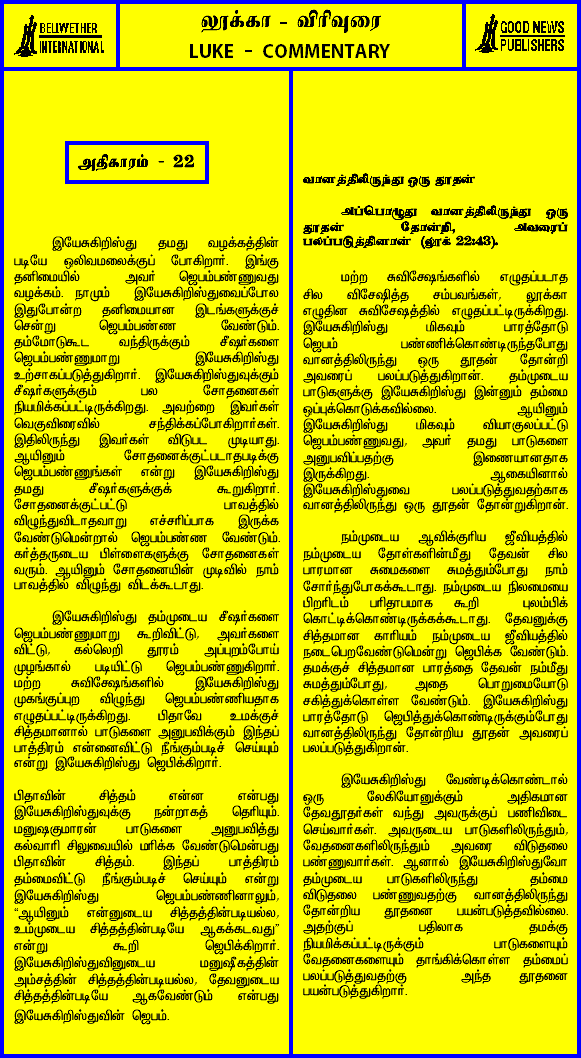 BELLWETHER
INTERNATIONAL
லூக்கா - விரிவுரை
LUKE - COMMENTARY
GOOD NEWS
PUBLISHERS
அதிகாரம் - 22
இயேசுகிறிஸ்து தமது வழக்கத்தின்
படியே ஒலிவமலைக்குப் போகிறார். இங்கு
தனிமையில் அவர் ஜெபம்பண்ணுவது
வழக்கம். நாமும் இயேசுகிறிஸ்துவைப்போல
இதுபோன்ற தனிமையான இடங்களுக்குச்
சென்று ஜெபம்பண்ண வேண்டும்.
தம்மோடுகூட வந்திருக்கும் சீஷர்களை
ஜெபம்பண்ணுமாறு இயேசுகிறிஸ்து
உற்சாகப்படுத்துகிறார். இயேசுகிறிஸ்துவுக்கும்
சீஷர்களுக்கும் பல சோதனைகள்
நியமிக்கப்பட்டிருக்கிறது. அவற்றை இவர்கள்
வெகுவிரைவில் சந்திக்கப்போகிறார்கள்.
இதிலிருந்து இவர்கள் விடுபட முடியாது.
ஆயினும் சோதனைக்குட்படாதபடிக்கு
ஜெபம்பண்ணுங்கள் என்று இயேசுகிறிஸ்து
தமது சீஷர்களுக்குக் கூறுகிறார்.
சோதனைக்குட்பட்டு பாவத்தில்
விழுந்துவிடாதவாறு எச்சரிப்பாக இருக்க
வேண்டுமென்றால் ஜெபம்பண்ண வேண்டும்.
கர்த்தருடைய பிள்ளைகளுக்கு சோதனைகள்
வரும். ஆயினும் சோதனையின் முடிவில் நாம்
பாவத்தில் விழுந்து விடக்கூடாது.
இயேசுகிறிஸ்து தம்முடைய சீஷர்களை
ஜெபம்பண்ணுமாறு கூறிவிட்டு, அவர்களை
விட்டு, கல்லெறி தூரம் அப்புறம்போய்
முழங்கால் படியிட்டு ஜெபம்பண்ணுகிறார்.
மற்ற சுவிசேஷங்களில் இயேசுகிறிஸ்து
முகங்குப்புற விழுந்து ஜெபம்பண்ணியதாக
எழுதப்பட்டிருக்கிறது. பிதாவே உமக்குச்
சித்தமானால் பாடுகளை அனுபவிக்கும் இந்தப்
பாத்திரம் என்னைவிட்டு நீங்கும்படிச் செய்யும்
என்று இயேசுகிறிஸ்து ஜெபிக்கிறார்.
பிதாவின் சித்தம் என்ன என்பது
இயேசுகிறிஸ்துவுக்கு நன்றாகத் தெரியும்.
மனுஷகுமாரன் பாடுகளை அனுபவித்து
கல்வாரி சிலுவையில் மரிக்க வேண்டுமென்பது
பிதாவின் சித்தம். இந்தப் பாத்திரம்
தம்மைவிட்டு நீங்கும்படிச் செய்யும் என்று
இயேசுகிறிஸ்து ஜெபம்பண்ணினாலும்,
“ஆயினும் என்னுடைய சித்தத்தின்படியல்ல,
உம்முடைய சித்தத்தின்படியே ஆகக்கடவது”
என்று கூறி ஜெபிக்கிறார்.
இயேசுகிறிஸ்துவினுடைய மனுஷீகத்தின்
அம்சத்தின் சித்தத்தின்படியல்ல, தேவனுடைய
சித்தத்தின்படியே ஆகவேண்டும் என்பது
இயேசுகிறிஸ்துவின் ஜெபம்.
வானத்திலிருந்து ஒரு தூதன்
அப்பொழுது வானத்திலிருந்து ஒரு
தூதன் தோன்றி, அவரைப்
பலப்படுத்தினான் (லூக் 22:43).
மற்ற சுவிசேஷங்களில் எழுதப்படாத
சில விசேஷித்த சம்பவங்கள், லூக்கா
எழுதின சுவிசேஷத்தில் எழுதப்பட்டிருக்கிறது.
இயேசுகிறிஸ்து மிகவும் பாரத்தோடு
ஜெபம் பண்ணிக்கொண்டிருந்தபோது
வானத்திலிருந்து ஒரு தூதன் தோன்றி
அவரைப் பலப்படுத்துகிறான். தம்முடைய
பாடுகளுக்கு இயேசுகிறிஸ்து இன்னும் தம்மை
ஒப்புக்கொடுக்கவில்லை. ஆயினும்
இயேசுகிறிஸ்து மிகவும் வியாகுலப்பட்டு
ஜெபம்பண்ணுவது, அவர் தமது பாடுகளை
அனுபவிப்பதற்கு இணையானதாக
இருக்கிறது. ஆகையினால்
இயேசுகிறிஸ்துவை பலப்படுத்துவதற்காக
வானத்திலிருந்து ஒரு தூதன் தோன்றுகிறான்.
நம்முடைய ஆவிக்குரிய ஜீவியத்தில்
நம்முடைய தோள்களின்மீது தேவன் சில
பாரமான சுமைகளை சுமத்தும்போது நாம்
சோர்ந்துபோகக்கூடாது. நம்முடைய நிலமையை
பிறரிடம் பரிதாபமாக கூறி புலம்பிக்
கொட்டிக்கொண்டிருக்கக்கூடாது. தேவனுக்கு
சித்தமான காரியம் நம்முடைய ஜீவியத்தில்
நடைபெறவேண்டுமென்று ஜெபிக்க வேண்டும்.
தமக்குச் சித்தமான பாரத்தை தேவன் நம்மீது
சுமத்தும்போது, அதை பொறுமையோடு
சகித்துக்கொள்ள வேண்டும். இயேசுகிறிஸ்து
பாரத்தோடு ஜெபித்துக்கொண்டிருக்கும்போது
வானத்திலிருந்து தோன்றிய தூதன் அவரைப்
பலப்படுத்துகிறான்.
இயேசுகிறிஸ்து வேண்டிக்கொண்டால்
ஒரு லேகியோனுக்கும் அதிகமான
தேவதூதர்கள் வந்து அவருக்குப் பணிவிடை
செய்வார்கள். அவருடைய பாடுகளிலிருந்தும்,
வேதனைகளிலிருந்தும் அவரை விடுதலை
பண்ணுவார்கள். ஆனால் இயேசுகிறிஸ்துவோ
தம்முடைய பாடுகளிலிருந்து தம்மை
விடுதலை பண்ணுவதற்கு வானத்திலிருந்து
தோன்றிய தூதனை பயன்படுத்தவில்லை.
அதற்குப் பதிலாக தமக்கு
நியமிக்கப்பட்டிருக்கும் பாடுகளையும்
வேதனைகளையும் தாங்கிக்கொள்ள தம்மைப்
பலப்படுத்துவதற்கு அந்த தூதனை
பயன்படுத்துகிறார்.